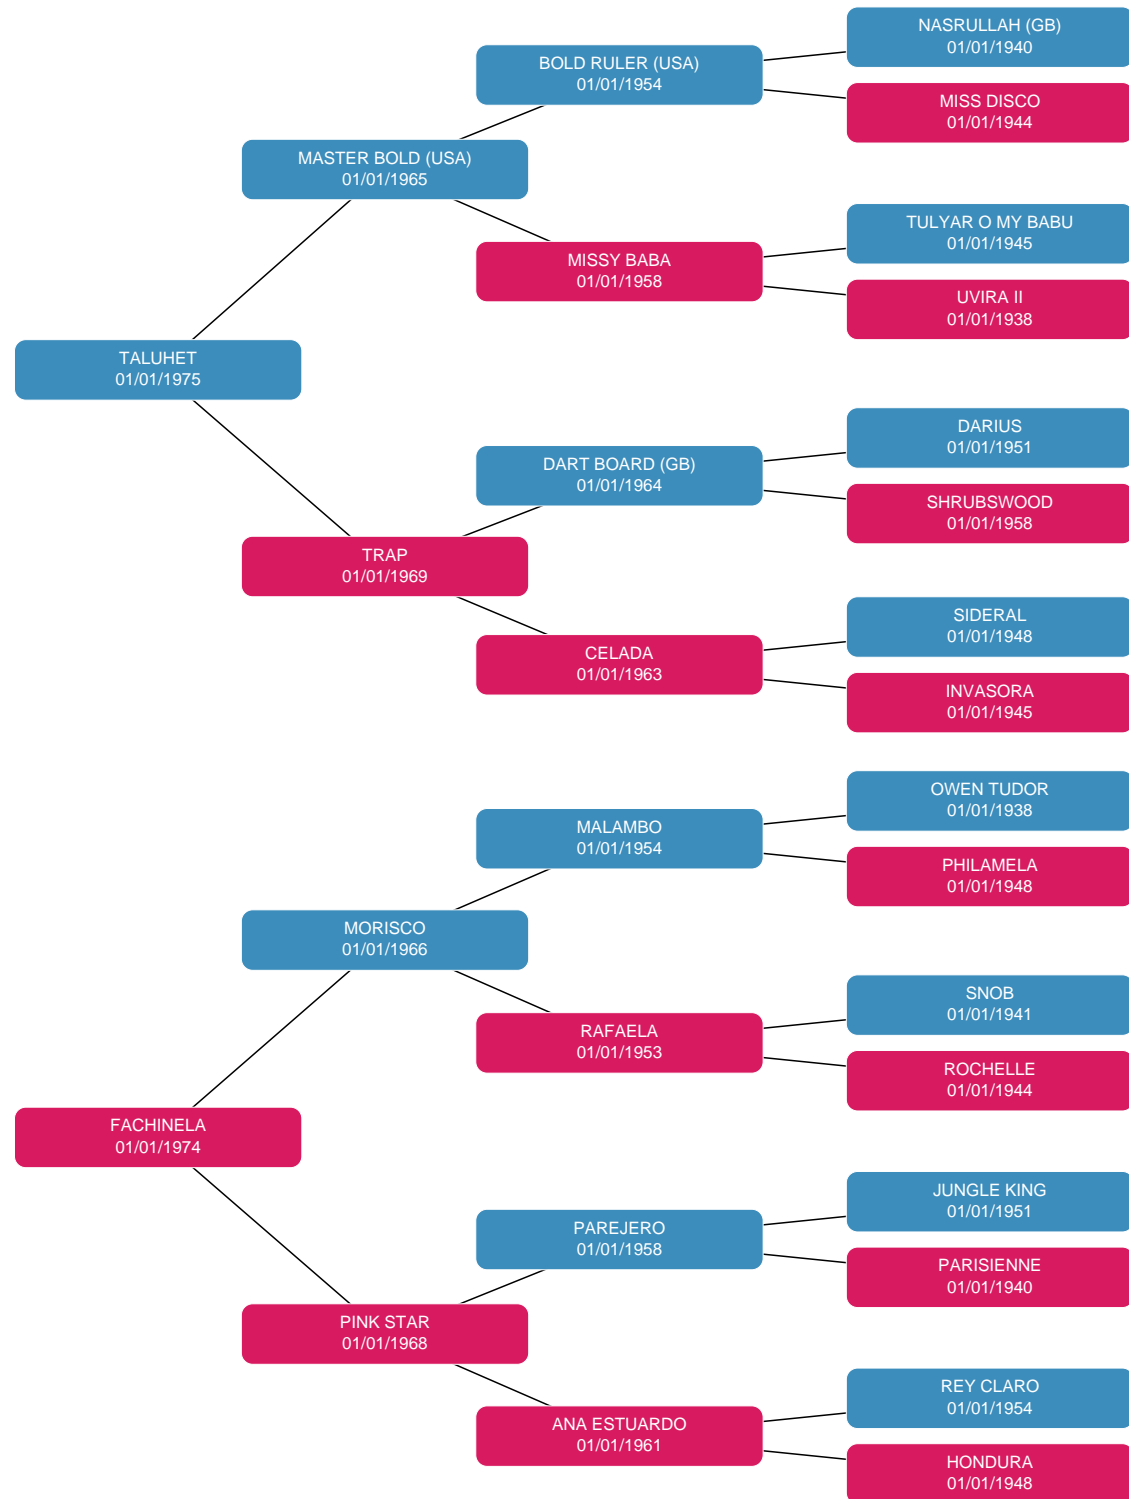 NASRULLAH (GB)
01/01/1940
BOLD RULER (USA)
01/01/1954
MISS DISCO
01/01/1944
MASTER BOLD (USA)
01/01/1965
TULYAR O MY BABU
01/01/1945
MISSY BABA
01/01/1958
UVIRA II
01/01/1938
TALUHET
01/01/1975
DARIUS
01/01/1951
DART BOARD (GB)
01/01/1964
SHRUBSWOOD
01/01/1958
TRAP
01/01/1969
SIDERAL
01/01/1948
CELADA
01/01/1963
INVASORA
01/01/1945
OWEN TUDOR
01/01/1938
MALAMBO
01/01/1954
PHILAMELA
01/01/1948
MORISCO
01/01/1966
SNOB
01/01/1941
RAFAELA
01/01/1953
ROCHELLE
01/01/1944
FACHINELA
01/01/1974
JUNGLE KING
01/01/1951
PAREJERO
01/01/1958
PARISIENNE
01/01/1940
PINK STAR
01/01/1968
REY CLARO
01/01/1954
ANA ESTUARDO
01/01/1961
HONDURA
01/01/1948